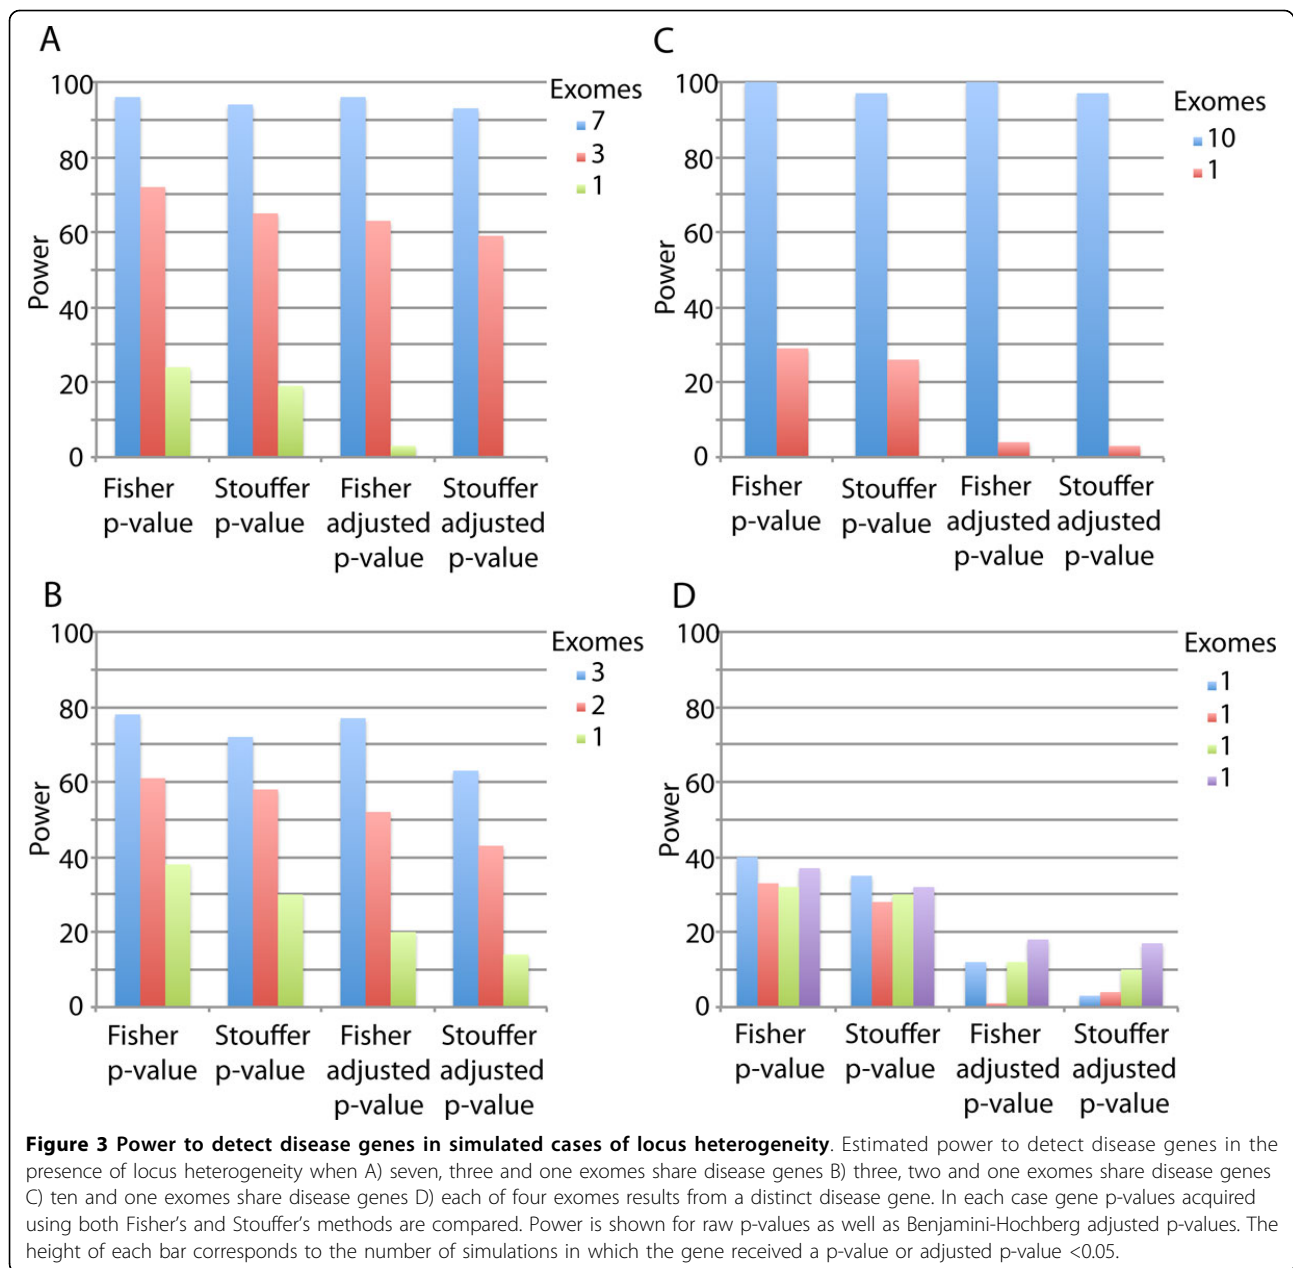 A
100
80
60
40
20
0
Power
Exomes
7
3
1
Fisher p-value
Stouffer p-value
Fisher adjusted p-value
Stouffer adjusted p-value
C
100
80
60
40
20
0
Power
Exomes
10
1
Fisher p-value
Stouffer p-value
Fisher adjusted p-value
Stouffer adjusted p-value
B
100
80
60
40
20
0
Power
Exomes
3
2
1
Fisher p-value
Stouffer p-value
Fisher adjusted p-value
Stouffer adjusted p-value
D
100
80
60
40
20
0
Power
Exomes
1
1
1
1
Fisher p-value
Stouffer p-value
Fisher adjusted p-value
Stouffer adjusted p-value
Figure 3 Power to detect disease genes in simulated cases of locus heterogeneity. Estimated power to detect disease genes in the
presence of locus heterogeneity when A) seven, three and one exomes share disease genes B) three, two and one exomes share disease genes
C) ten and one exomes share disease genes D) each of four exomes results from a distinct disease gene. In each case gene p-values acquired
using both Fisher's and Stouffer's methods are compared. Power is shown for raw p-values as well as Benjamini-Hochberg adjusted p-values. The
height of each bar corresponds to the number of simulations in which the gene received a p-value or adjusted p-value <0.05.